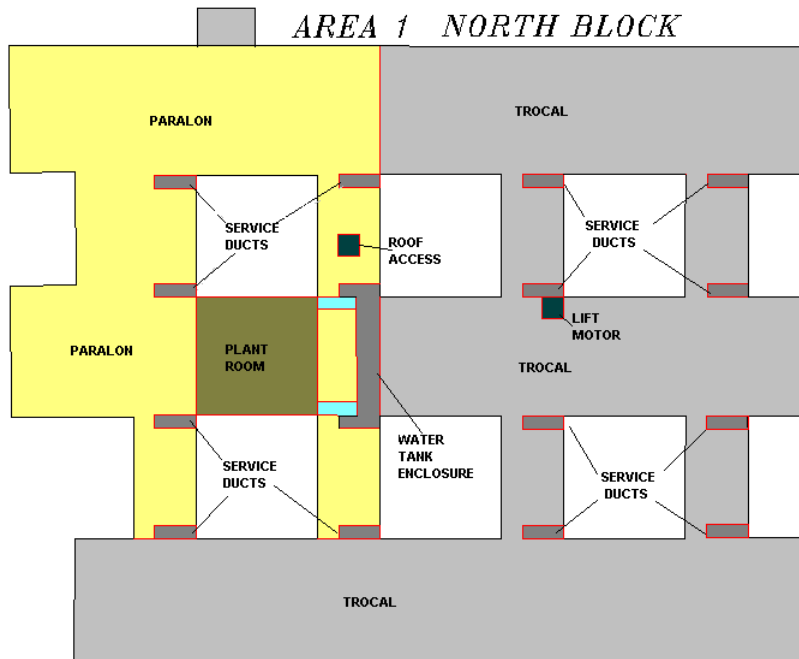 AREA 1 NORTH BLOCK
PARALON
TROCAL
SERVICE
DUCTS
ROOF
ACCESS
SERVICE
DUCTS
LIFT
MOTOR
PARALON
PLANT
ROOM
TROCAL
WATER
TANK
ENCLOSURE
SERVICE
DUCTS
SERVICE
DUCTS
TROCAL